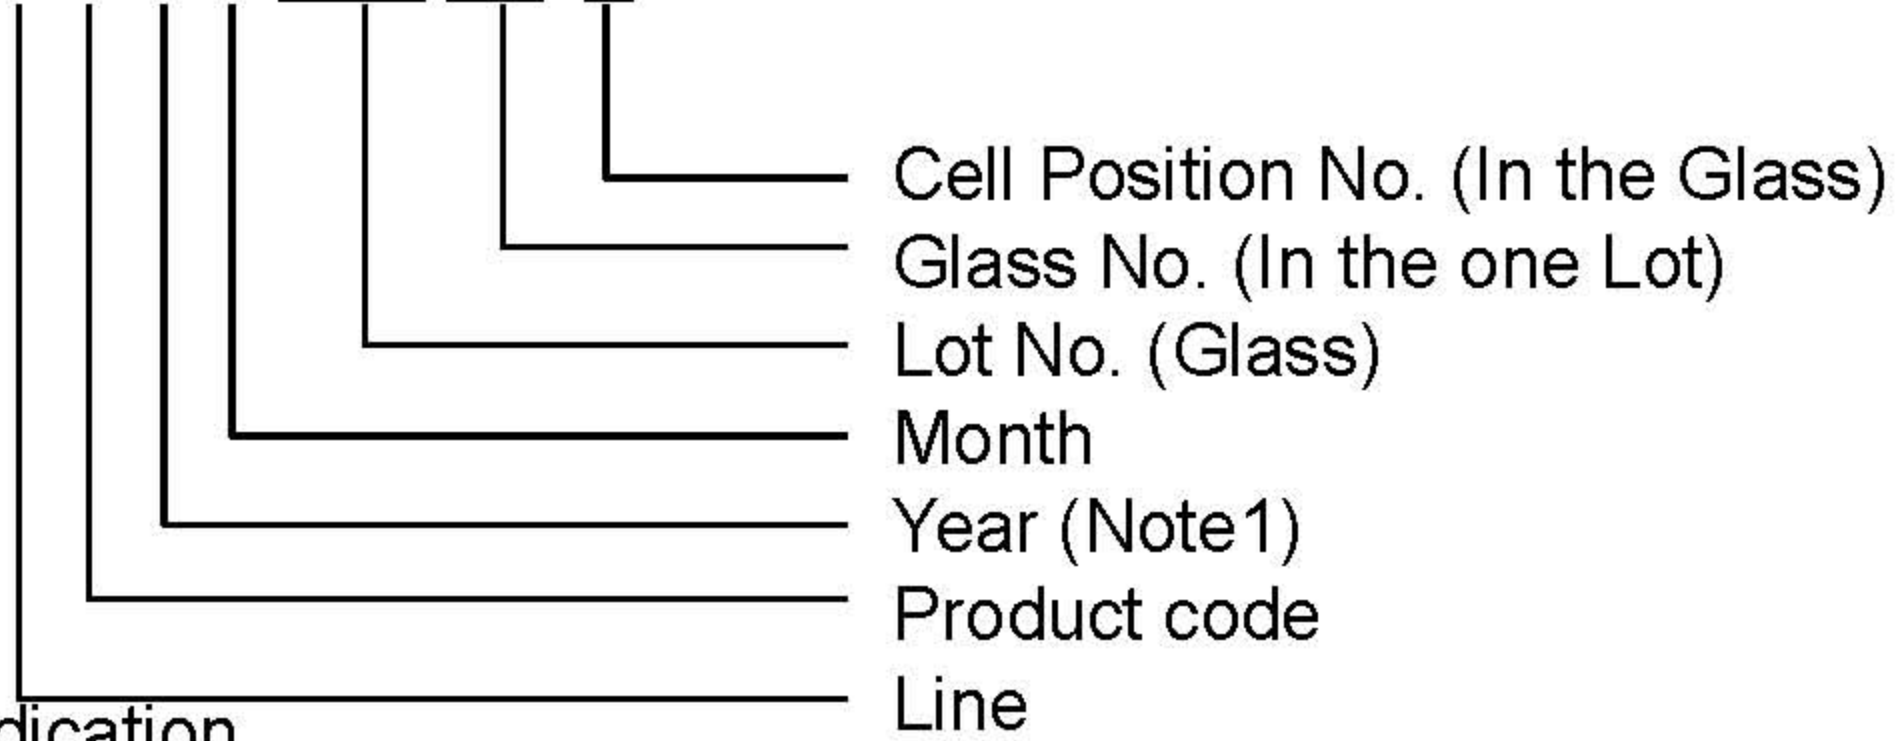 Cell Position No. (In the Glass)
Glass No. (In the one Lot)
Lot No. (Glass)
Month
Year (Note1)
Product code
Line
dication